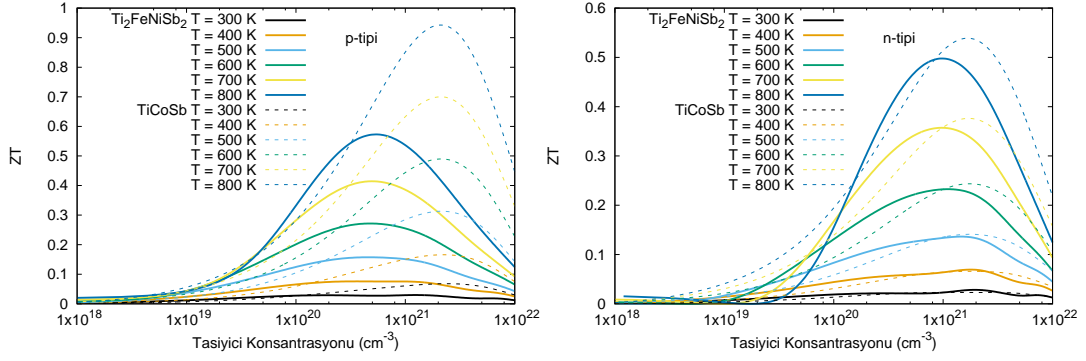 Ti2FeNiSb2 T = 300 K
T = 400 K
T = 500 K
T = 600 K
T = 700 K
T = 800 K
TiCoSb T = 300 K
T = 400 K
T = 500 K
T = 600 K
T = 700 K
T = 800 K
p-tipi
ZT
1
0.9
0.8
0.7
0.6
0.5
0.4
0.3
0.2
0.1
0
1x10^18 1x10^19 1x10^20 1x10^21 1x10^22
Tasiyici Konsantrasyonu (cm^-3)
Ti2FeNiSb2 T = 300 K
T = 400 K
T = 500 K
T = 600 K
T = 700 K
T = 800 K
TiCoSb T = 300 K
T = 400 K
T = 500 K
T = 600 K
T = 700 K
T = 800 K
n-tipi
ZT
0.6
0.5
0.4
0.3
0.2
0.1
0
1x10^18 1x10^19 1x10^20 1x10^21 1x10^22
Tasiyici Konsantrasyonu (cm^-3)